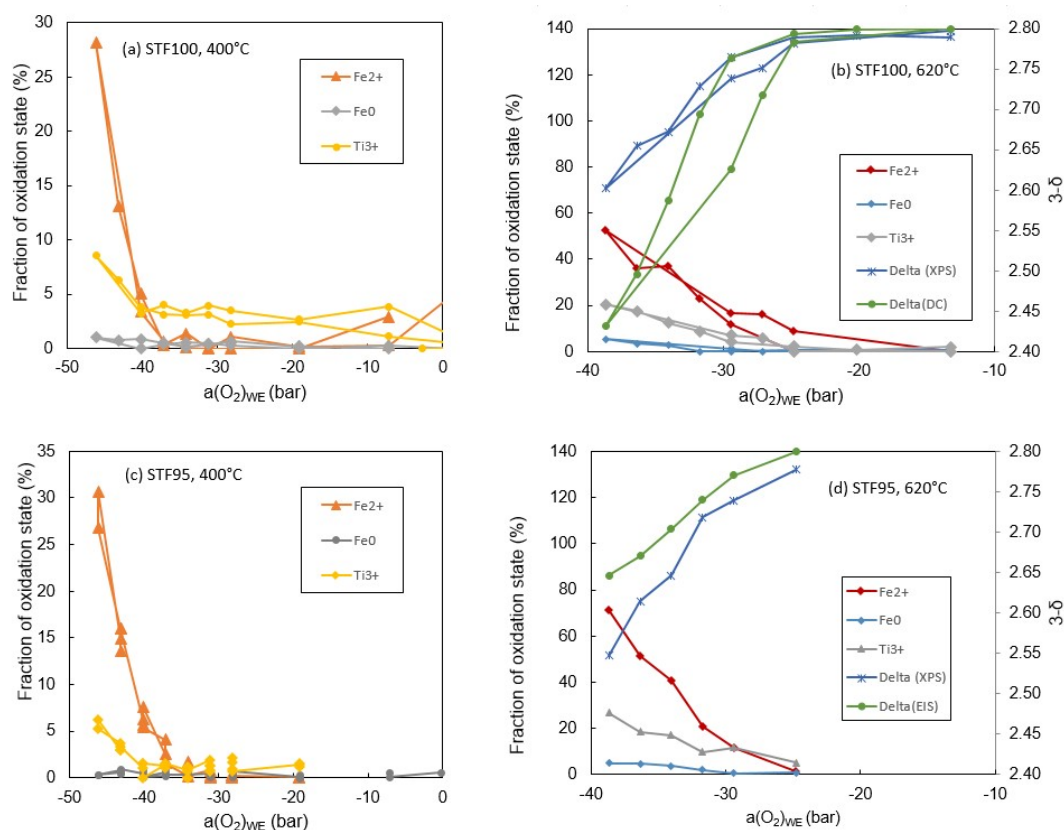 (a) STF100, 400°C
Fraction of oxidation state (%)
30
25
20
15
10
5
0
-50 -40 -30 -20 -10 0
a(O₂)WE (bar)
Fe2+
Fe0
Ti3+
(b) STF100, 620°C
Fraction of oxidation state (%)
140
120
100
80
60
40
20
0
-40 -30 -20 -10
a(O₂)WE (bar)
2.80
2.75
2.70
2.65
2.60
2.55
2.50
2.45
2.40
3-δ
Fe2+
Fe0
Ti3+
Delta (XPS)
Delta(DC)
(c) STF95, 400°C
Fraction of oxidation state (%)
35
30
25
20
15
10
5
0
-50 -40 -30 -20 -10 0
a(O₂)WE (bar)
Fe2+
Fe0
Ti3+
(d) STF95, 620°C
Fraction of oxidation state (%)
140
120
100
80
60
40
20
0
-40 -30 -20 -10
a(O₂)WE (bar)
2.80
2.75
2.70
2.65
2.60
2.55
2.50
2.45
2.40
3-δ
Fe2+
Fe0
Ti3+
Delta (XPS)
Delta(EIS)